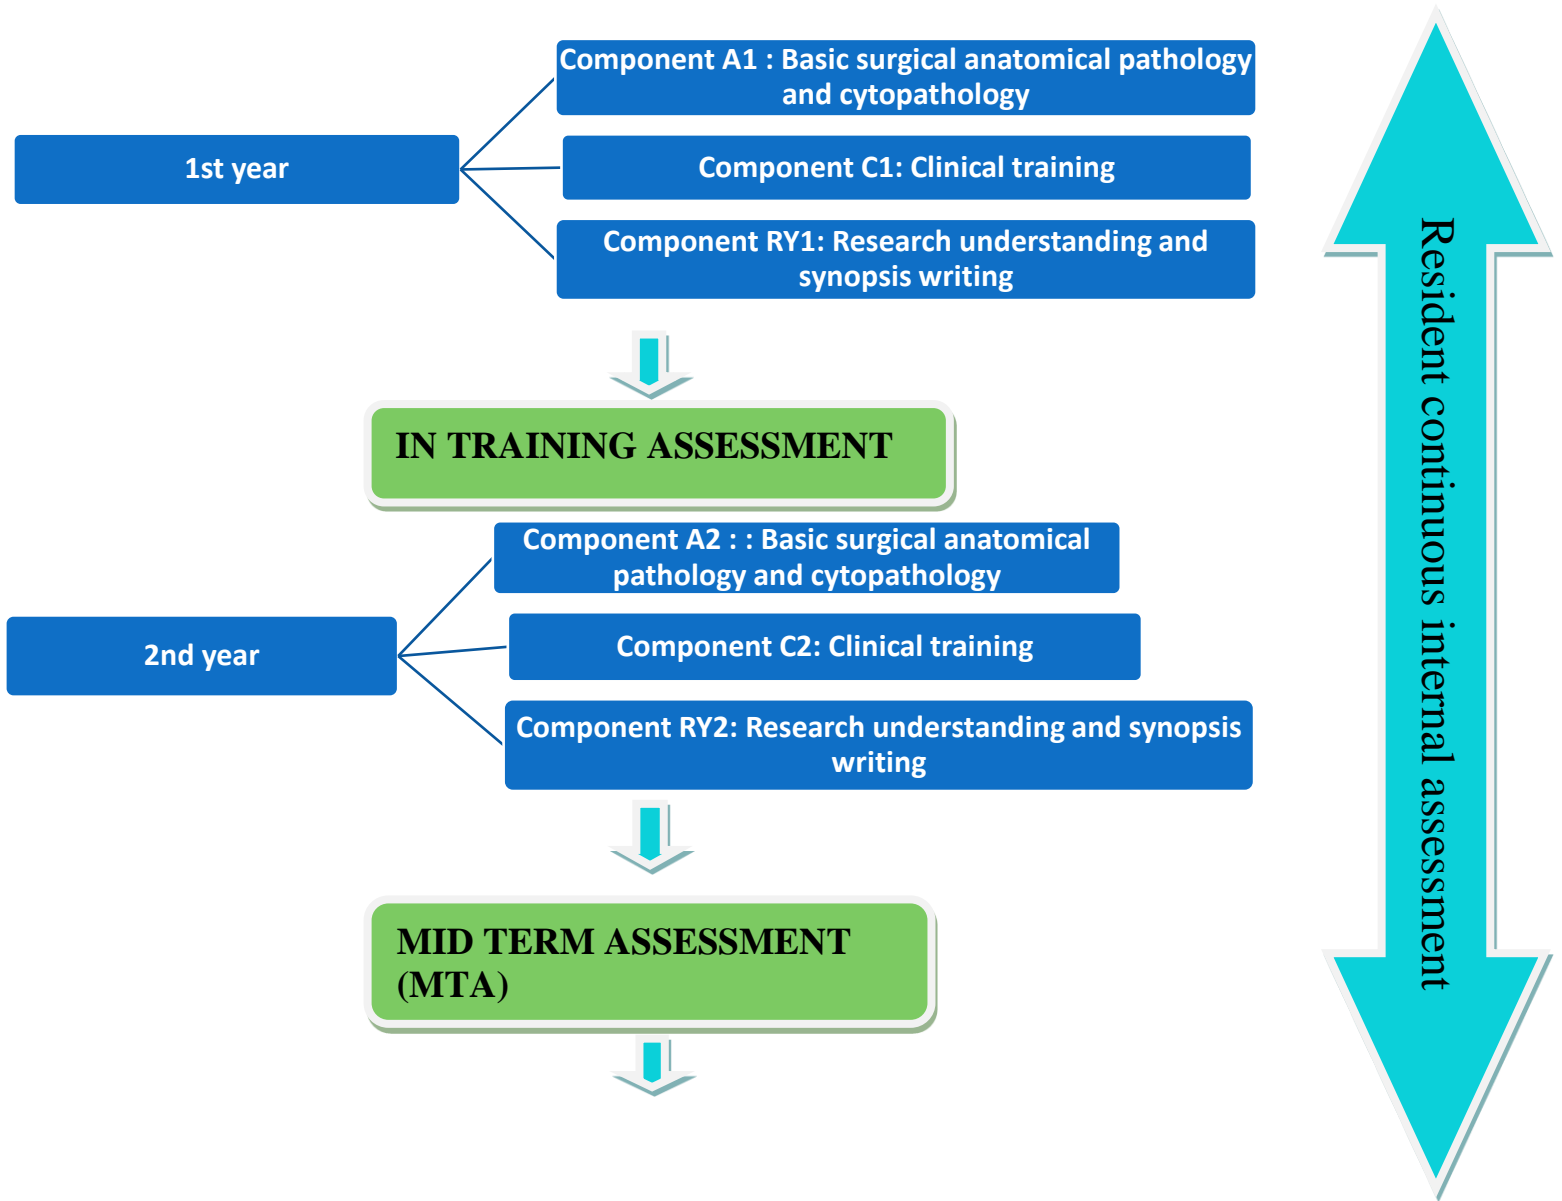 Component A1 : Basic surgical anatomical pathology
and cytopathology
1st year
Component C1: Clinical training
Component RY1: Research understanding and
synopsis writing
IN TRAINING ASSESSMENT
Component A2 : : Basic surgical anatomical
pathology and cytopathology
2nd year
Component C2: Clinical training
Component RY2: Research understanding and synopsis
writing
MID TERM ASSESSMENT
(MTA)
Resident continuous internal assessment